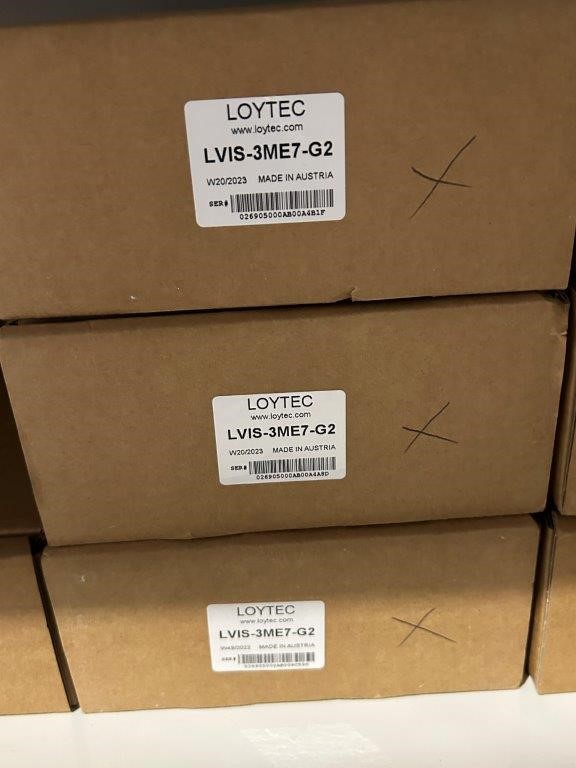 LOYTEC
www.loytec.com
LVIS-3ME7-G2
W20/2023 MADE IN AUSTRIA
SER# 026905000AB00A4B1F
LOYTEC
www.loytec.com
LVIS-3ME7-G2
W20/2023 MADE IN AUSTRIA
SER# 026905000AB00A4A8D
LOYTEC
www.loytec.com
LVIS-3ME7-G2
W48/2022 MADE IN AUSTRIA
SER#